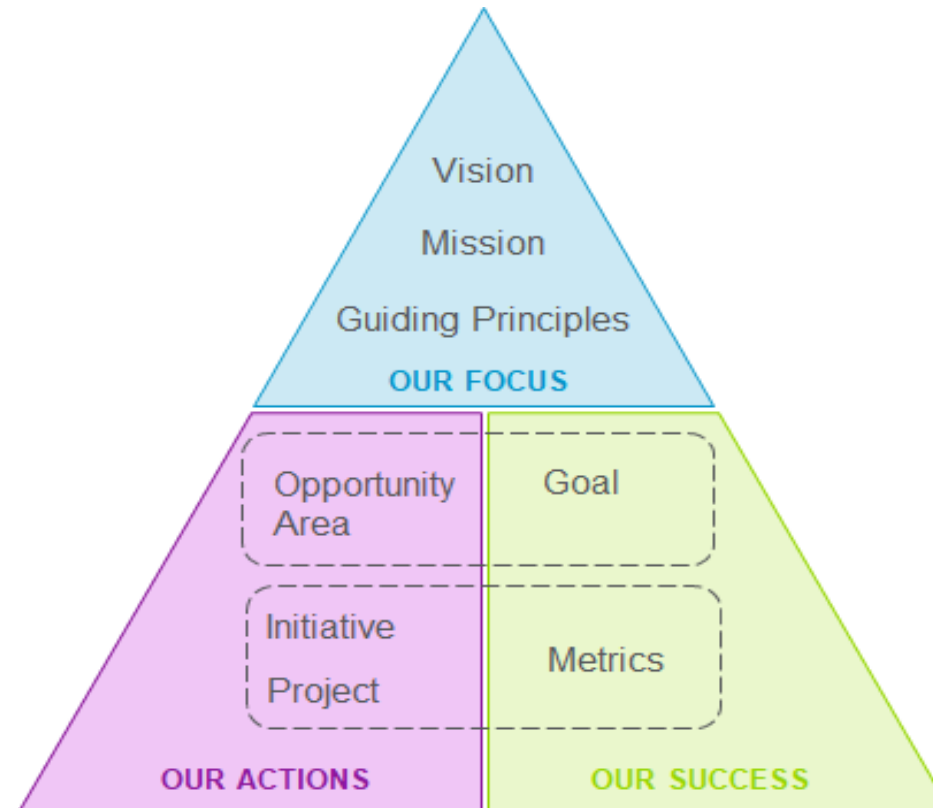 Vision
Mission
Guiding Principles
OUR FOCUS
Opportunity
Area
Goal
Initiative
Project
Metrics
OUR ACTIONS
OUR SUCCESS